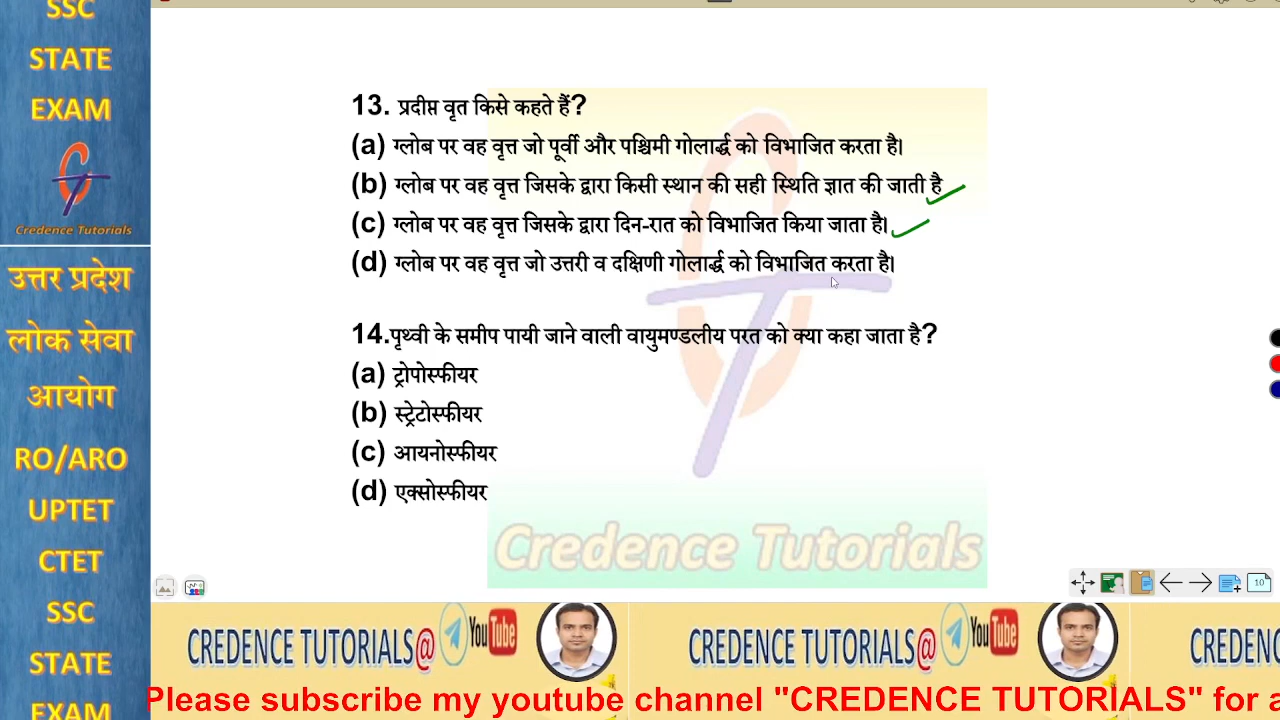 SSC
STATE
EXAM
Credence Tutorials
उत्तर प्रदेश
लोक सेवा
आयोग
RO/ARO
UPTET
CTET
SSC
STATE
EXAM
13. प्रदीप्त वृत किसे कहते हैं?
(a) ग्लोब पर वह वृत्त जो पूर्वी और पश्चिमी गोलार्द्ध को विभाजित करता है।
(b) ग्लोब पर वह वृत्त जिसके द्वारा किसी स्थान की सही स्थिति ज्ञात की जाती है
(c) ग्लोब पर वह वृत्त जिसके द्वारा दिन-रात को विभाजित किया जाता है।
(d) ग्लोब पर वह वृत्त जो उत्तरी व दक्षिणी गोलार्द्ध को विभाजित करता है।
14.पृथ्वी के समीप पायी जाने वाली वायुमण्डलीय परत को क्या कहा जाता है?
(a) ट्रोपोस्फीयर
(b) स्ट्रेटोस्फीयर
(c) आयनोस्फीयर
(d) एक्सोस्फीयर
Credence Tutorials
10
CREDENCE TUTORIALS@ YouTube CREDENCE TUTORIALS@ YouTube CREDENC
Please subscribe my youtube channel "CREDENCE TUTORIALS" for a